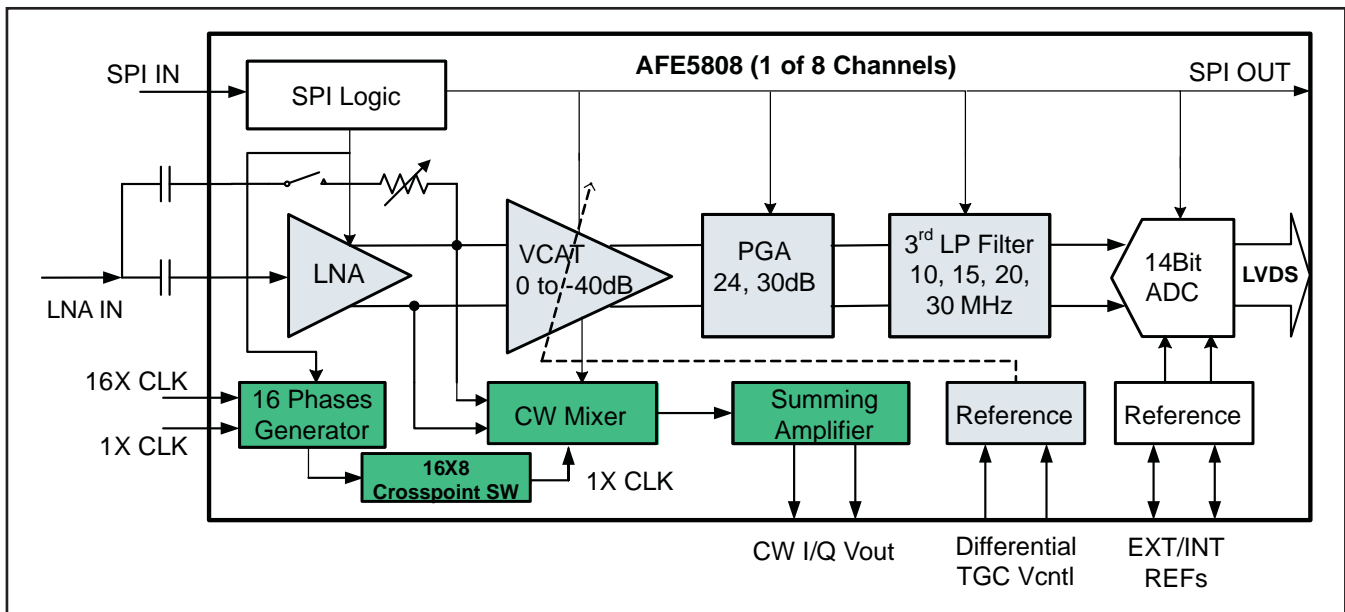 AFE5808 (1 of 8 Channels)
SPI IN
SPI OUT
SPI Logic
LNA
VCAT
0 to -40dB
PGA
24, 30dB
3rd LP Filter
10, 15, 20,
30 MHz
14Bit
ADC
LVDS
LNA IN
16X CLK
1X CLK
16 Phases
Generator
CW Mixer
Summing
Amplifier
Reference
Reference
16X8
Crosspoint SW
1X CLK
CW I/Q Vout
Differential
TGC Vcntl
EXT/INT
REFs